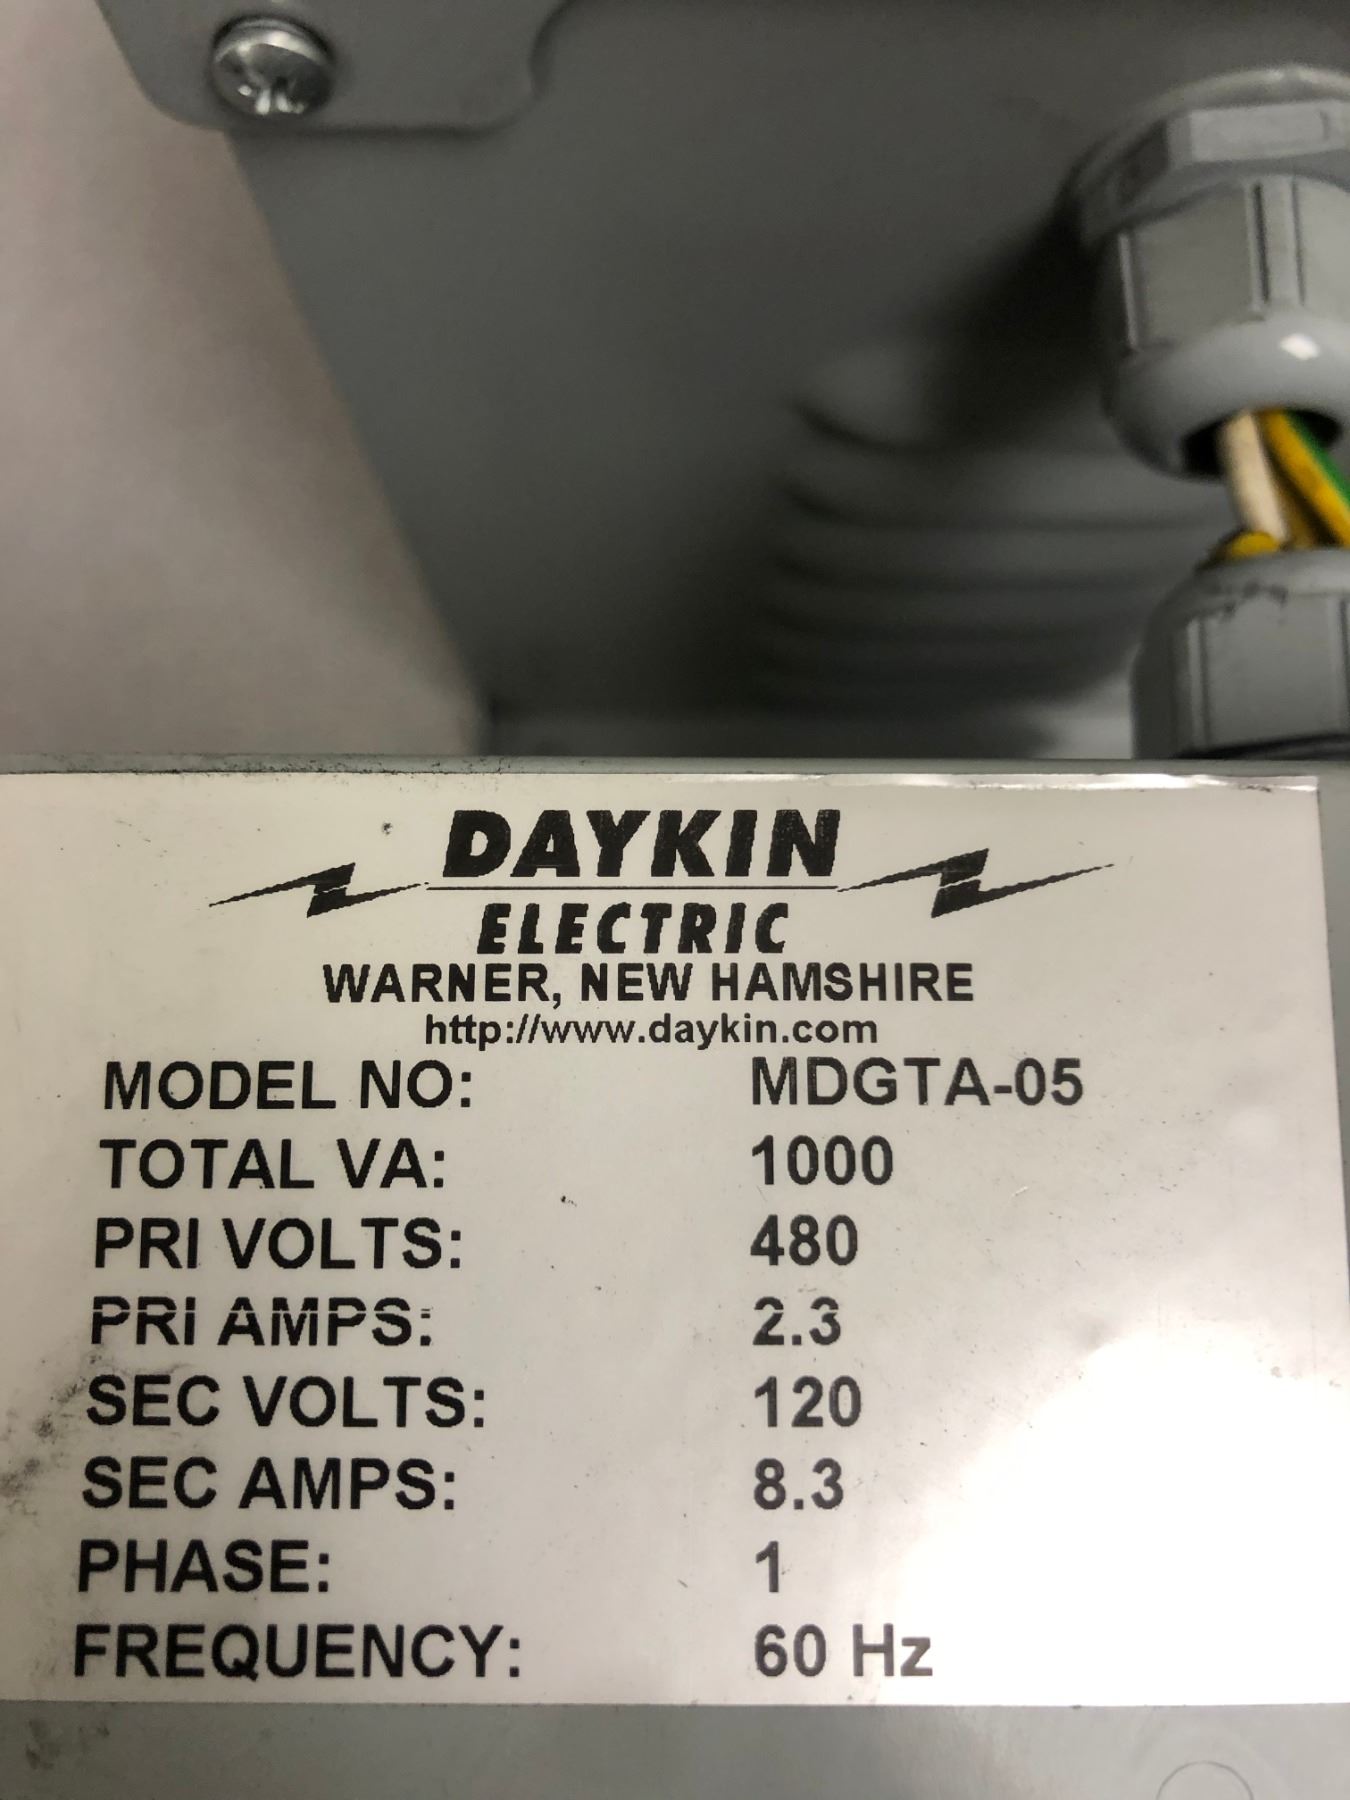 DAYKIN
ELECTRIC
WARNER, NEW HAMSHIRE
http://www.daykin.com
MODEL NO: MDGTA-05
TOTAL VA: 1000
PRI VOLTS: 480
PRI AMPS: 2.3
SEC VOLTS: 120
SEC AMPS: 8.3
PHASE: 1
FREQUENCY: 60 Hz